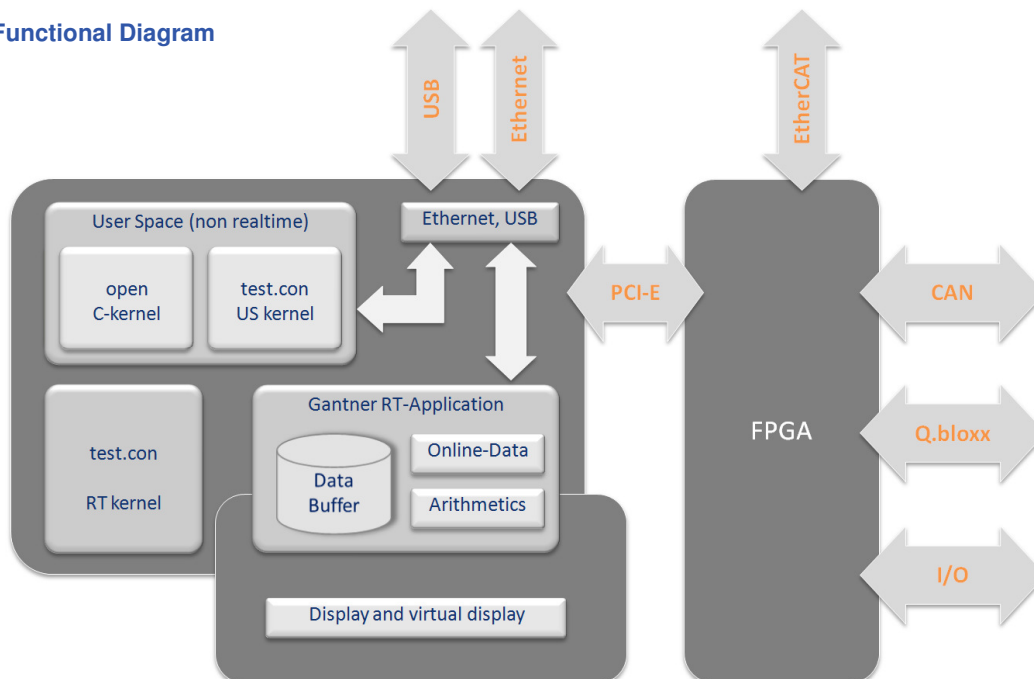 Functional Diagram
USB
Ethernet
EtherCAT
User Space (non realtime)
Ethernet, USB
open
C-kernel
test.con
US kernel
PCI-E
CAN
Gantner RT-Application
test.con
RT kernel
Data
Buffer
Online-Data
Arithmetics
FPGA
Q.bloxx
I/O
Display and virtual display